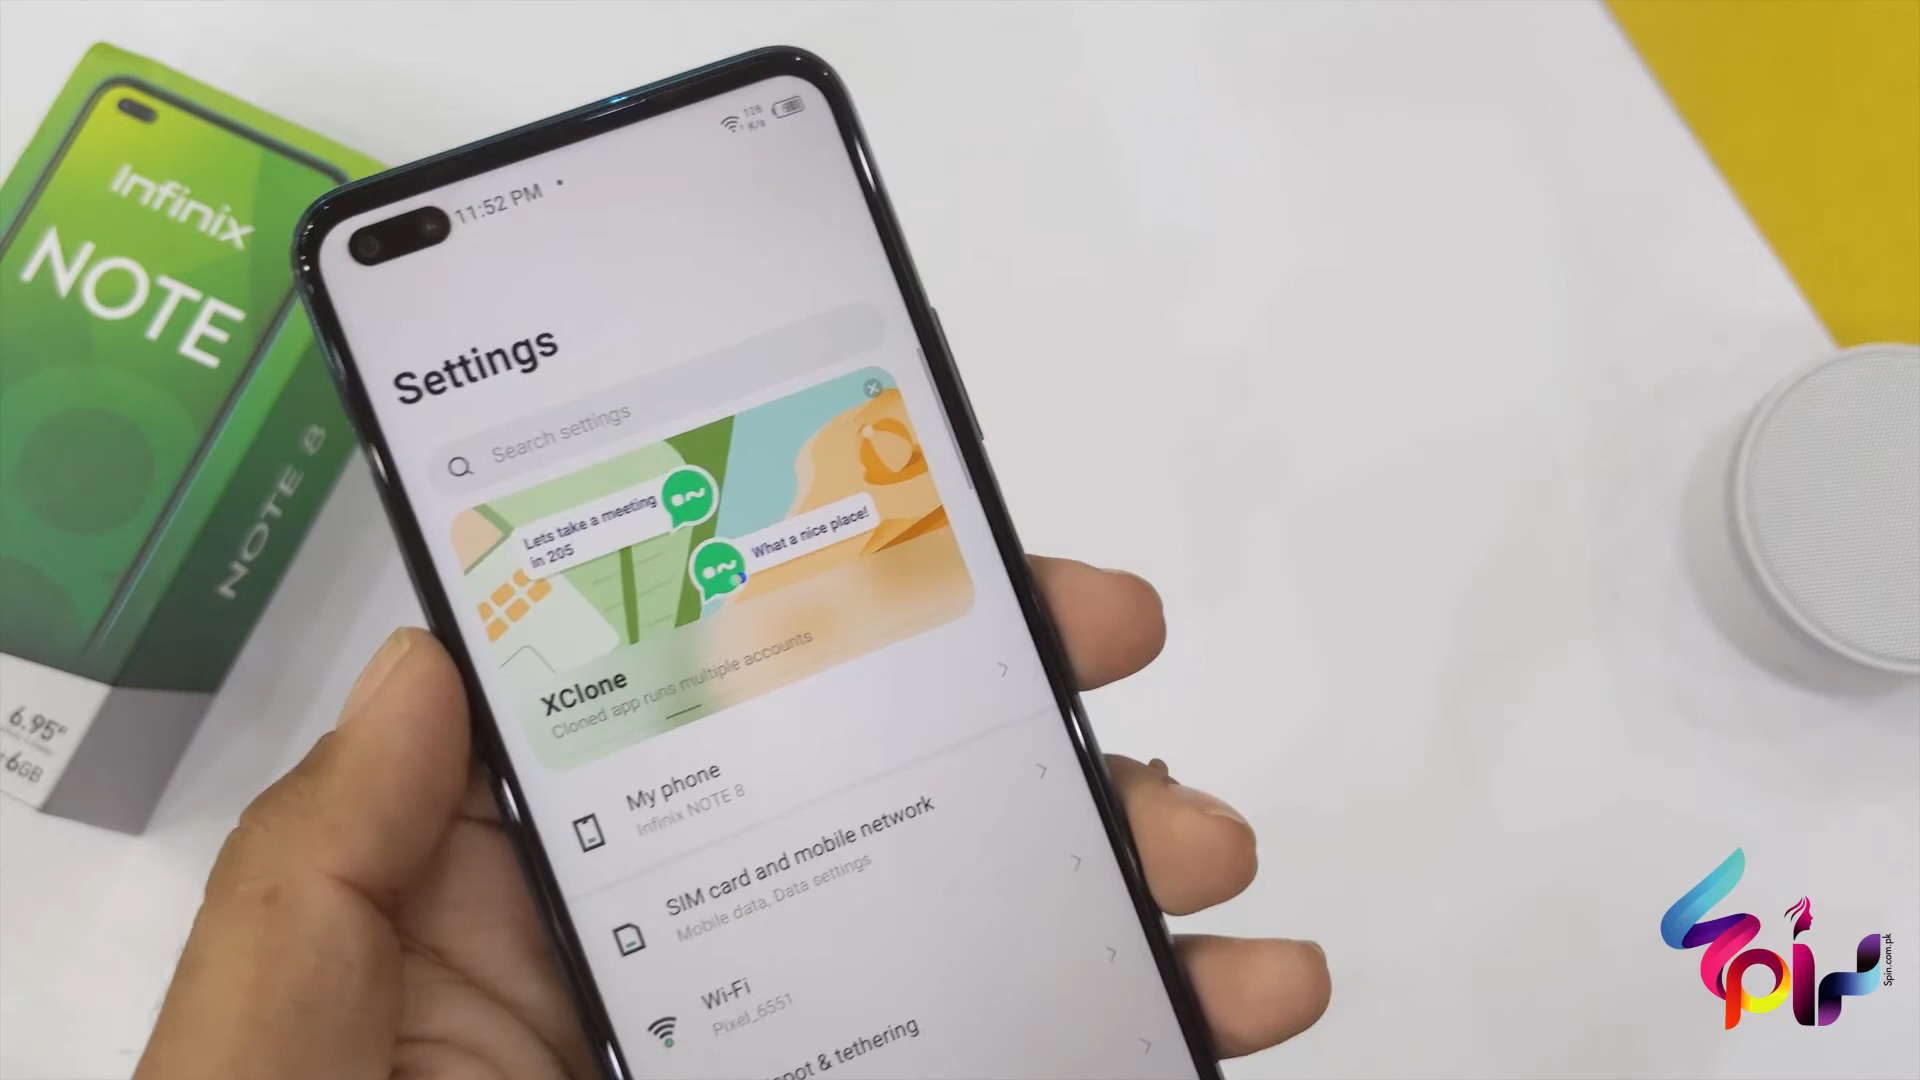 Infinix
NOTE
NOTE 8
6.95"
6GB
11:52 PM
128
K/s
Settings
Search settings
Lets take a meeting
in 205
What a nice place!
XClone
Cloned app runs multiple accounts
My phone
Infinix NOTE 8
SIM card and mobile network
Mobile data, Data settings
Wi-Fi
Pixel_6551
& tethering
Spin
Spin.com.pk